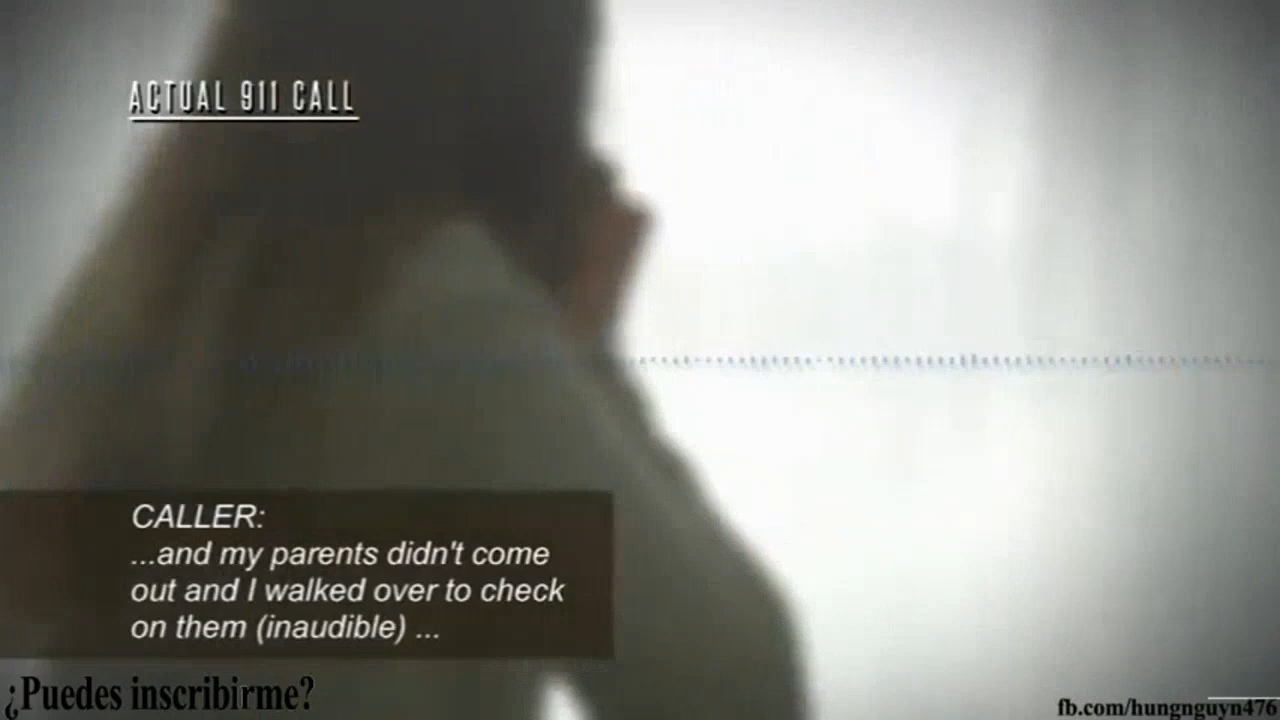 ACTUAL 911 CALL
CALLER:
...and my parents didn't come
out and I walked over to check
on them (inaudible) ...
¿Puedes inscribirme?
fb.com/hungnguyn476